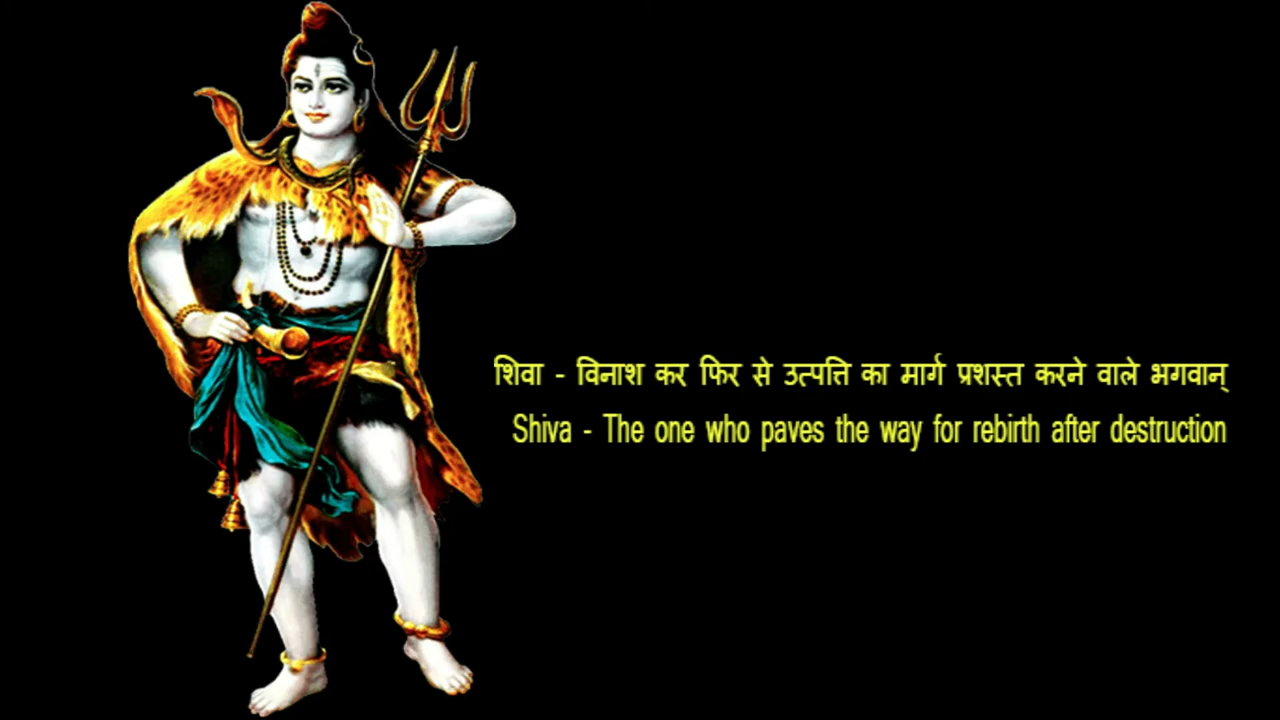 शिवा - विनाश कर फिर से उत्पत्ति का मार्ग प्रशस्त करने वाले भगवान्
Shiva - The one who paves the way for rebirth after destruction